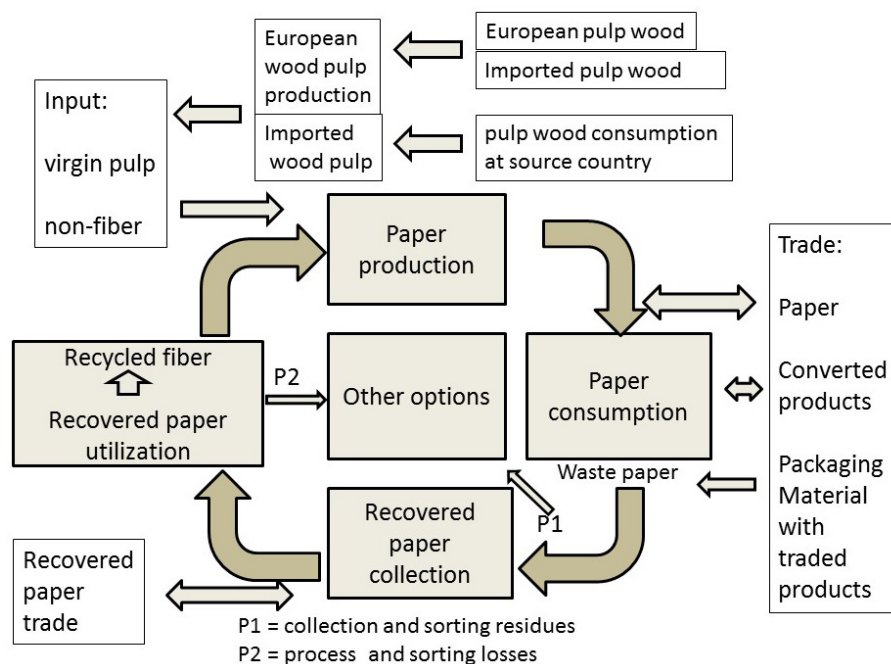 European
wood pulp
production
European pulp wood
Imported pulp wood
Input:
virgin pulp
non-fiber
Imported
wood pulp
pulp wood consumption
at source country
Paper
production
Trade:
Paper
Converted
products
Packaging
Material
with
traded
products
Recycled fiber
Recovered paper
utilization
P2
Other options
Paper
consumption
Waste paper
P1
Recovered
paper
collection
Recovered
paper
trade
P1 = collection and sorting residues
P2 = process and sorting losses